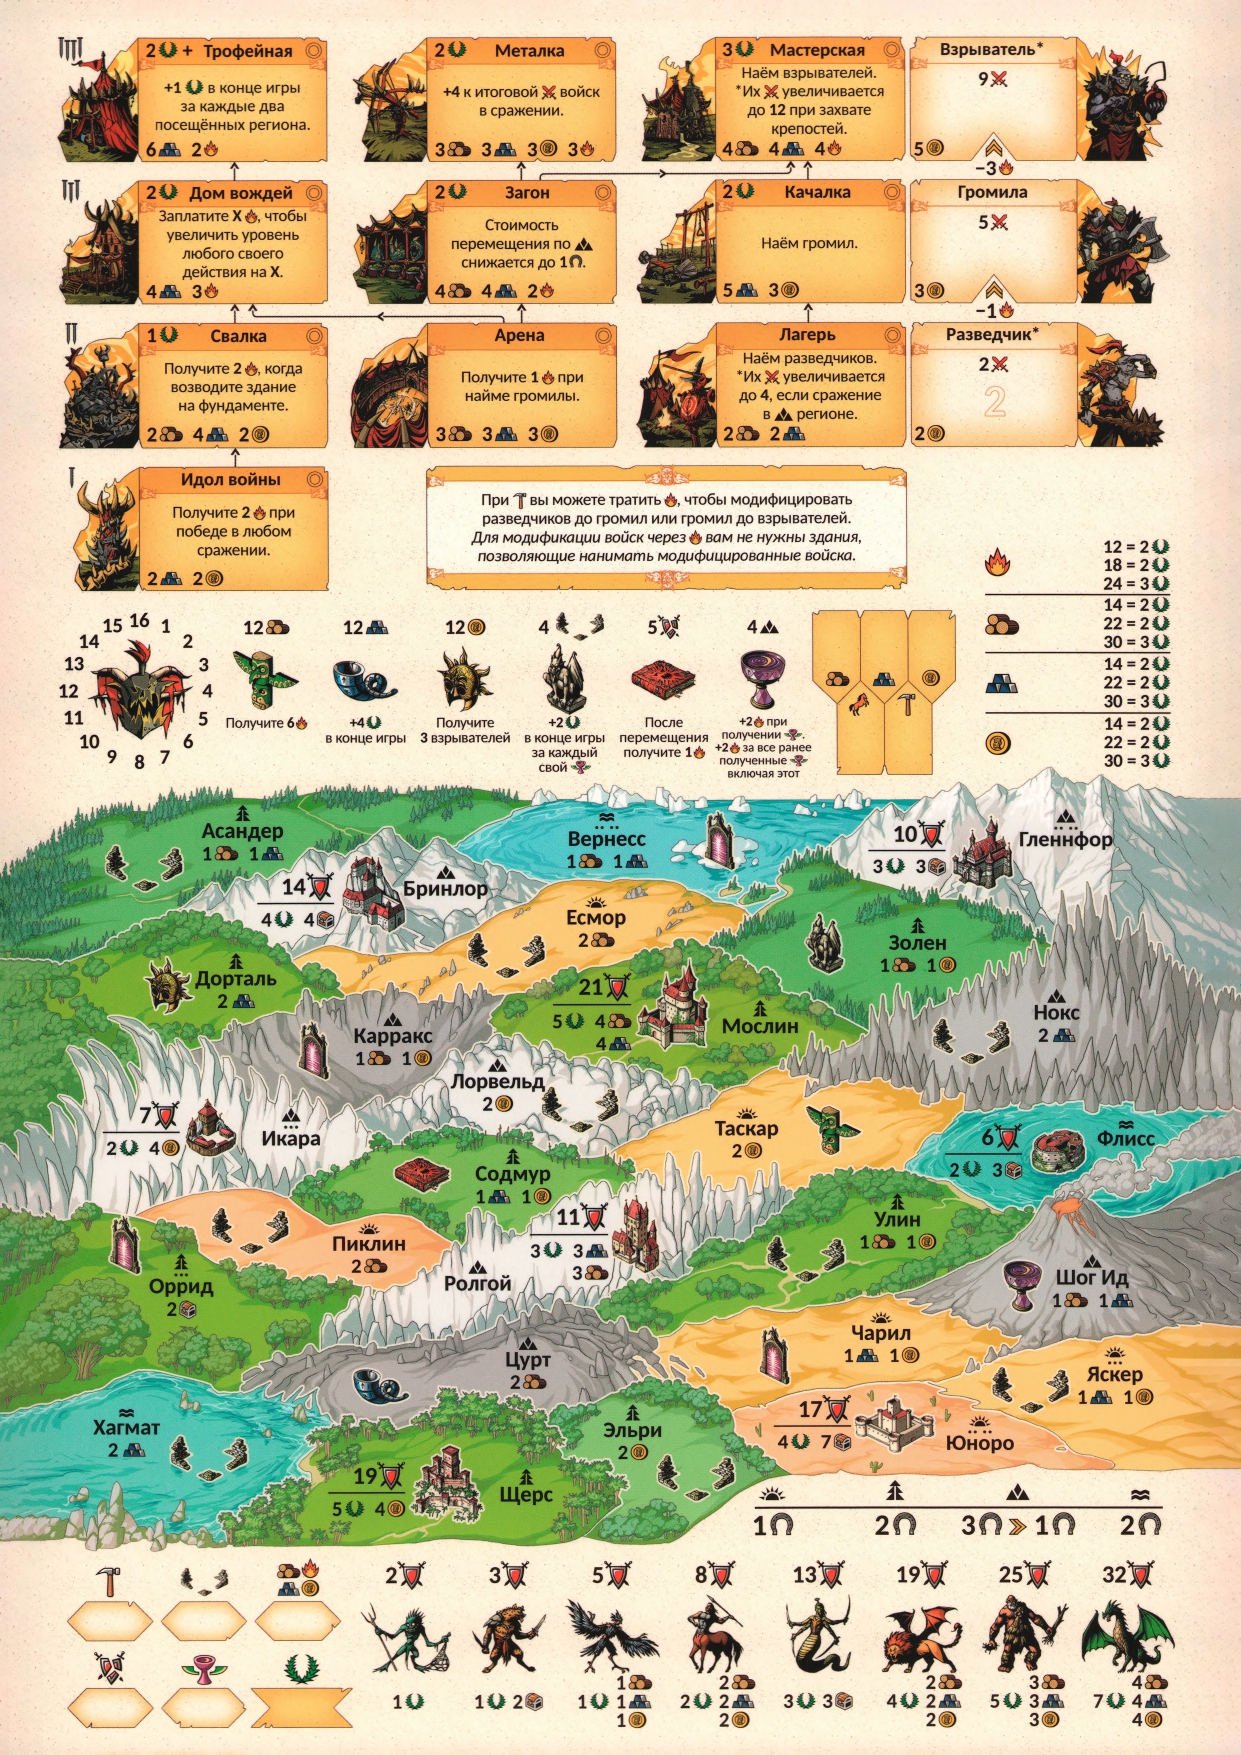 2 + Трофейная
+1 в конце игры
за каждые два
посещённых региона.
6 2
2 Металка
+4 к итоговой войск
в сражении.
3 3 3 3
3 Мастерская
Наём взрывателей.
*Их увеличивается
до 12 при захвате
крепостей.
4 4 4
Взрыватель*
9
5
−3
2 Дом вождей
Заплатите X , чтобы
увеличить уровень
любого своего
действия на X.
4 3
2 Загон
Стоимость
перемещения по
снижается до 1 .
4 4 2
2 Качалка
Наём громил.
5 3
Громила
5
3
−1
1 Свалка
Получите 2 , когда
возводите здание
на фундаменте.
2 4 2
Арена
Получите 1 при
найме громилы.
3 3 3
Лагерь
Наём разведчиков.
*Их увеличивается
до 4, если сражение
в регионе.
2 2
Разведчик*
2
2
2
Идол войны
Получите 2 при
победе в любом
сражении.
2 2
При вы можете тратить , чтобы модифицировать
разведчиков до громил или громил до взрывателей.
Для модификации войск через вам не нужны здания,
позволяющие нанимать модифицированные войска.
12 = 2
18 = 2
24 = 3
14 = 2
22 = 2
30 = 3
14 = 2
22 = 2
30 = 3
14 = 2
22 = 2
30 = 3
1
2
3
4
5
6
7
8
9
10
11
12
13
14
15
16
12
Получите 6
12
+4
в конце игры
12
Получите
3 взрывателей
4
+2
в конце игры
за каждый
свой
5
После
перемещения
получите 1
4
+2 при
получении .
+2 за все ранее
полученные
включая этот
Асандер
1 1
Вернесс
1 1
10
3 3
Гленнфор
14
4 4
Бринлор
Есмор
2
Золен
1 1
Дорталь
2
21
5 4
4
Мослин
Нокс
2
Карракс
1 1
Лорвельд
2
7
2 4
Икара
Таскар
2
6
2 3
Флисс
Содмур
1 1
11
3 3
3
Ролгой
Улин
1 1
Пиклин
2
Оррид
2
Шог Ид
1 1
Цурт
2
Чарил
1 1
Яскер
1 1
Хагмат
2
Эльри
2
17
4 7
Юноро
19
5 4
Щерс
1 2 3 1 2
2
1
3
1 2
5
1 1
1
1
8
2 2
2
2
13
3 3
19
4 2
2
2
25
5 3
3
3
32
7 4
4
4